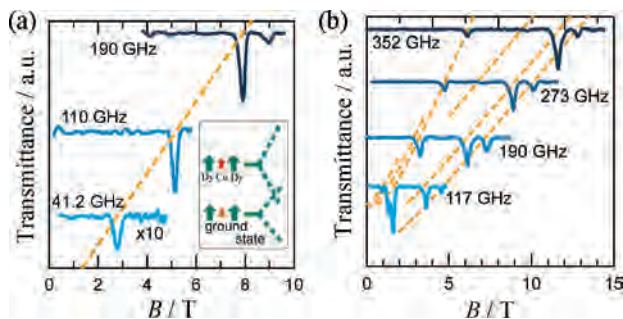 (a)
Transmittance / a.u.
190 GHz
110 GHz
41.2 GHz
x10
Dy Cu Dy
ground
state
0 2 4 6 8 10
B / T
(b)
Transmittance / a.u.
352 GHz
273 GHz
190 GHz
117 GHz
0 5 10 15
B / T